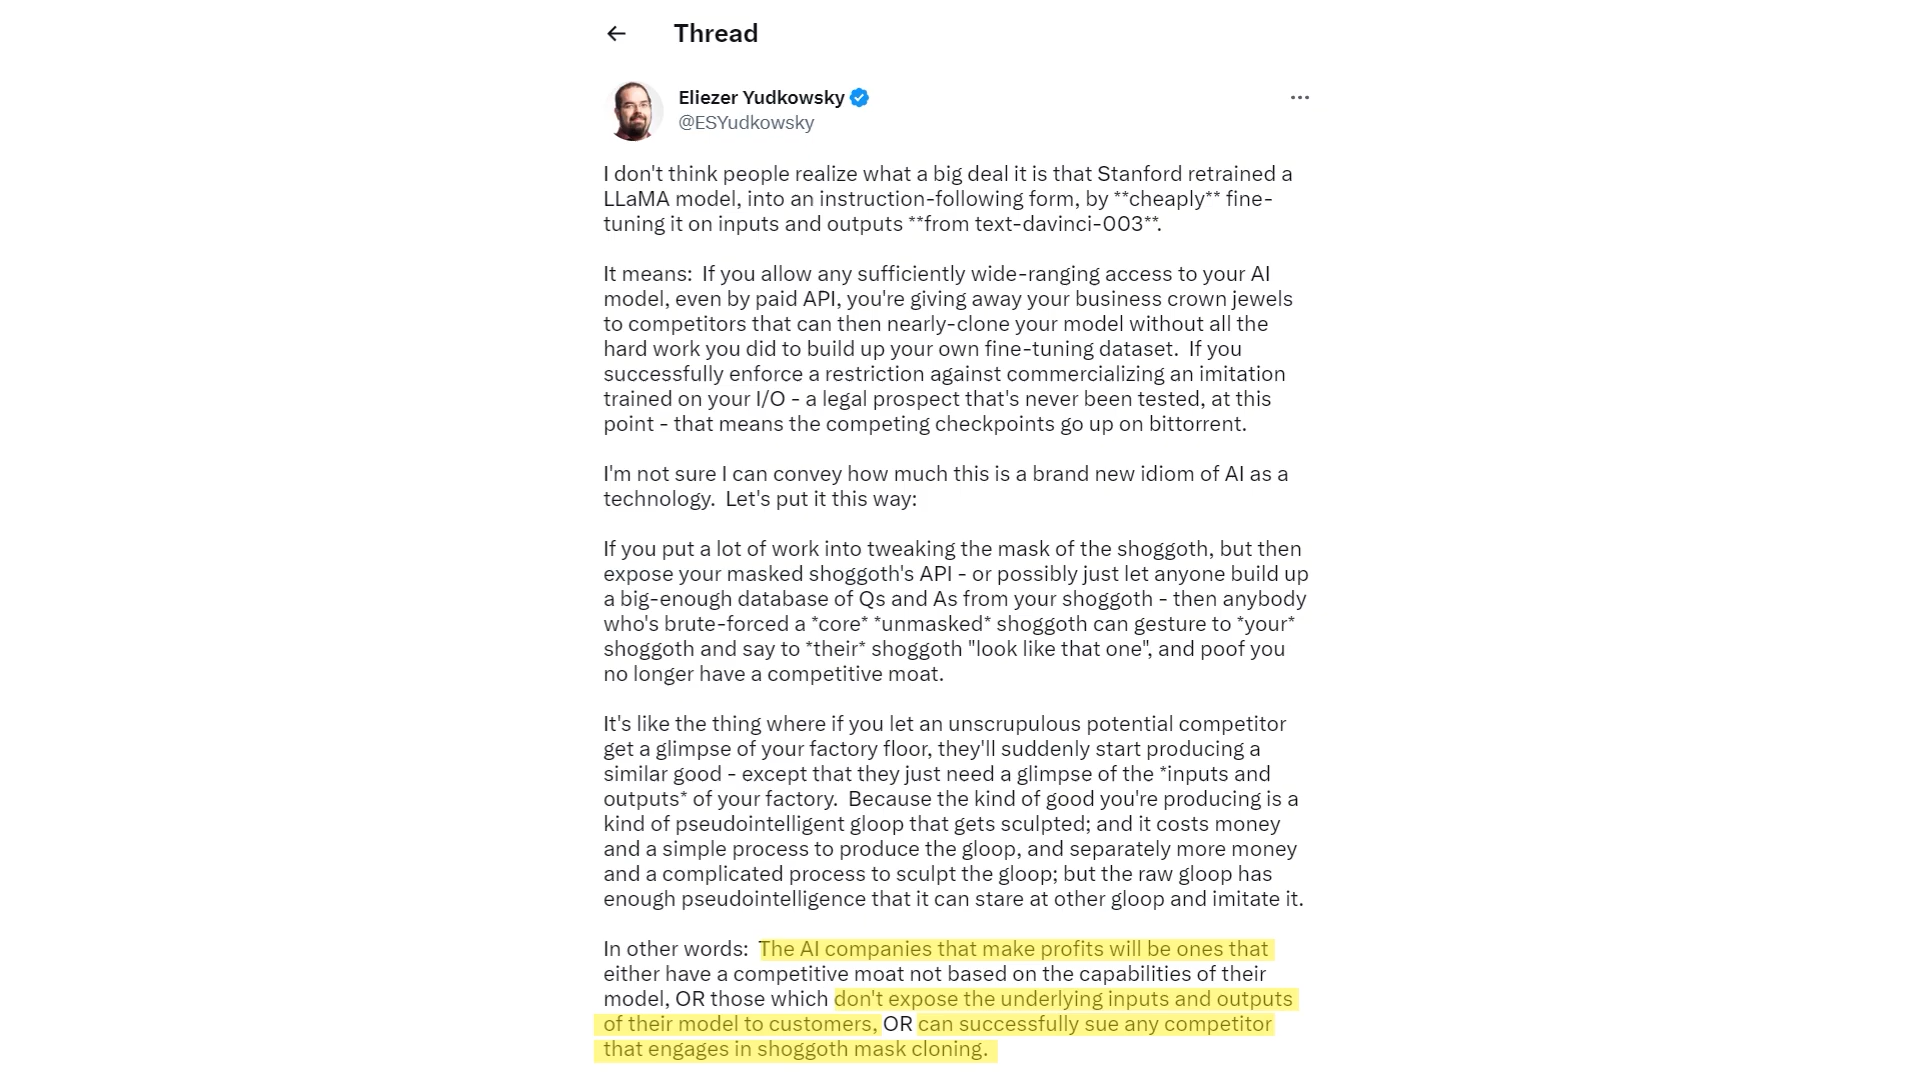 Thread
Eliezer Yudkowsky
@ESYudkowsky
I don't think people realize what a big deal it is that Stanford retrained a
LLaMA model, into an instruction-following form, by **cheaply** fine-
tuning it on inputs and outputs **from text-davinci-003**.
It means:  If you allow any sufficiently wide-ranging access to your AI
model, even by paid API, you're giving away your business crown jewels
to competitors that can then nearly-clone your model without all the
hard work you did to build up your own fine-tuning dataset.  If you
successfully enforce a restriction against commercializing an imitation
trained on your I/O - a legal prospect that's never been tested, at this
point - that means the competing checkpoints go up on bittorrent.
I'm not sure I can convey how much this is a brand new idiom of AI as a
technology.  Let's put it this way:
If you put a lot of work into tweaking the mask of the shoggoth, but then
expose your masked shoggoth's API - or possibly just let anyone build up
a big-enough database of Qs and As from your shoggoth - then anybody
who's brute-forced a *core* *unmasked* shoggoth can gesture to *your*
shoggoth and say to *their* shoggoth "look like that one", and poof you
no longer have a competitive moat.
It's like the thing where if you let an unscrupulous potential competitor
get a glimpse of your factory floor, they'll suddenly start producing a
similar good - except that they just need a glimpse of the *inputs and
outputs* of your factory.  Because the kind of good you're producing is a
kind of pseudointelligent gloop that gets sculpted; and it costs money
and a simple process to produce the gloop, and separately more money
and a complicated process to sculpt the gloop; but the raw gloop has
enough pseudointelligence that it can stare at other gloop and imitate it.
In other words:  The AI companies that make profits will be ones that
either have a competitive moat not based on the capabilities of their
model, OR those which don't expose the underlying inputs and outputs
of their model to customers, OR can successfully sue any competitor
that engages in shoggoth mask cloning.